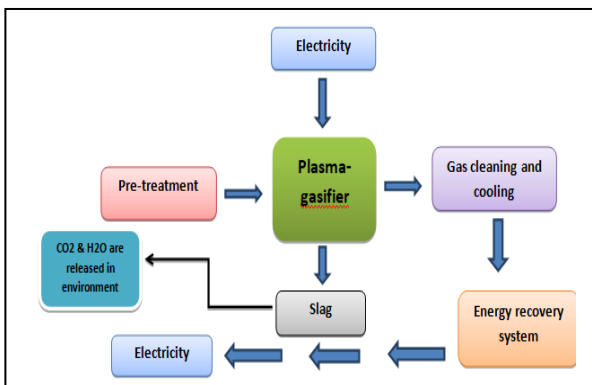 Electricity
Plasma-
gasifier
Pre-treatment
Gas cleaning and
cooling
CO2 & H2O are
released in
environment
Slag
Energy recovery
system
Electricity